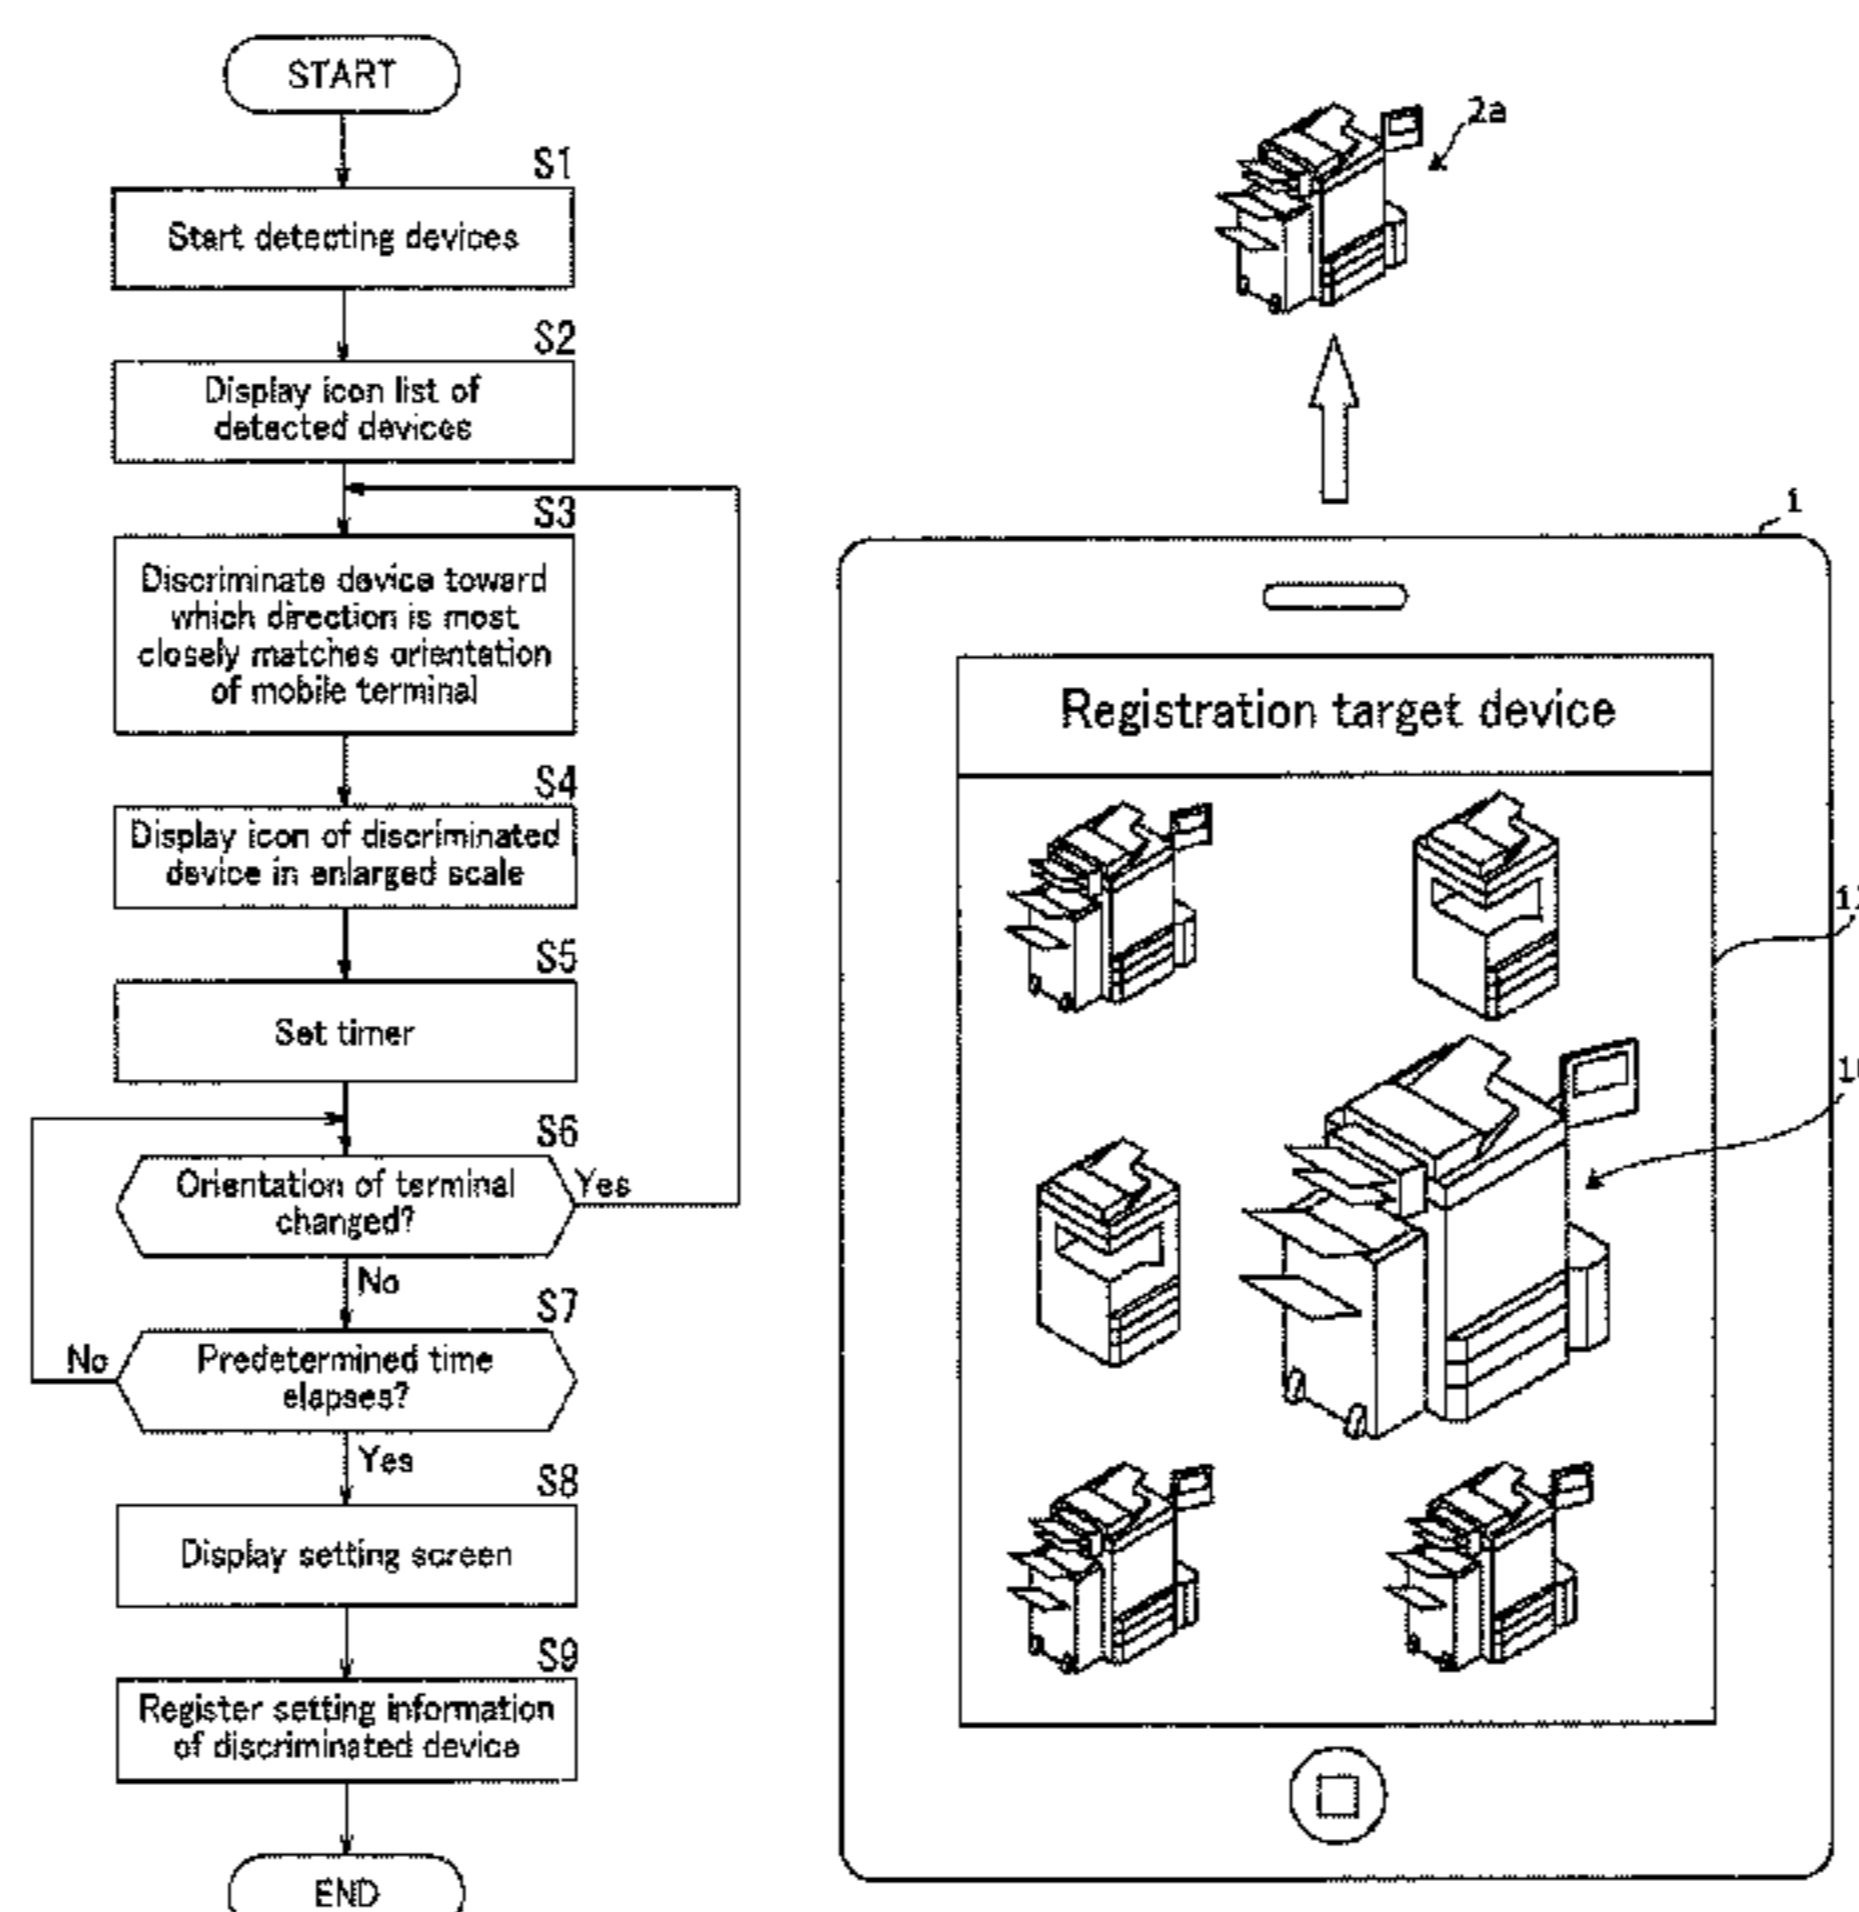 START
S1
Start detecting devices
S2
Display icon list of
detected devices
S3
Discriminate device toward
which direction is most
closely matches orientation
of mobile terminal
S4
Display icon of discriminated
device in enlarged scale
S5
Set timer
S6
Orientation of terminal
changed?
Yes
No
S7
Predetermined time
elapses?
No
Yes
S8
Display setting screen
S9
Register setting information
of discriminated device
END
2a
1
Registration target device